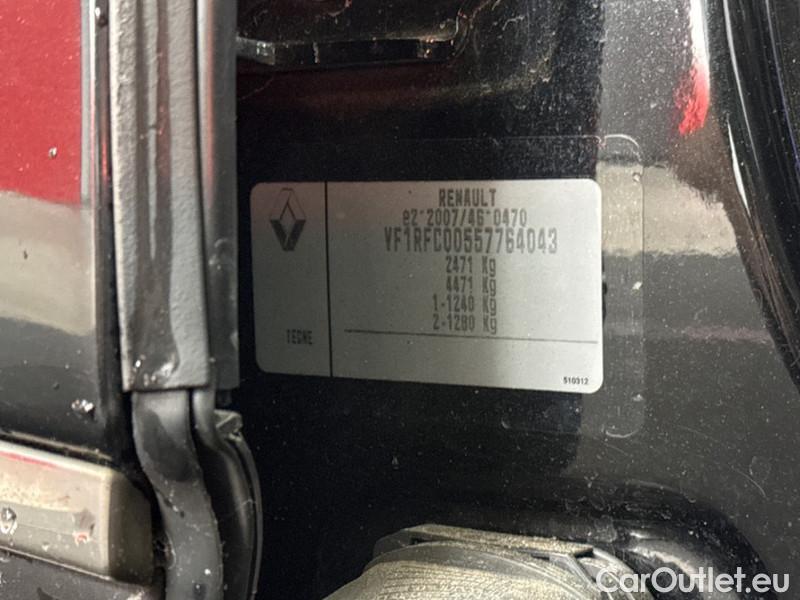 RENAULT
e2*2007/46*0470
VF1RFC00557764043
2471 Kg
4471 Kg
1-1240 Kg
2-1280 Kg
TECNE
510312
CarOutlet.eu